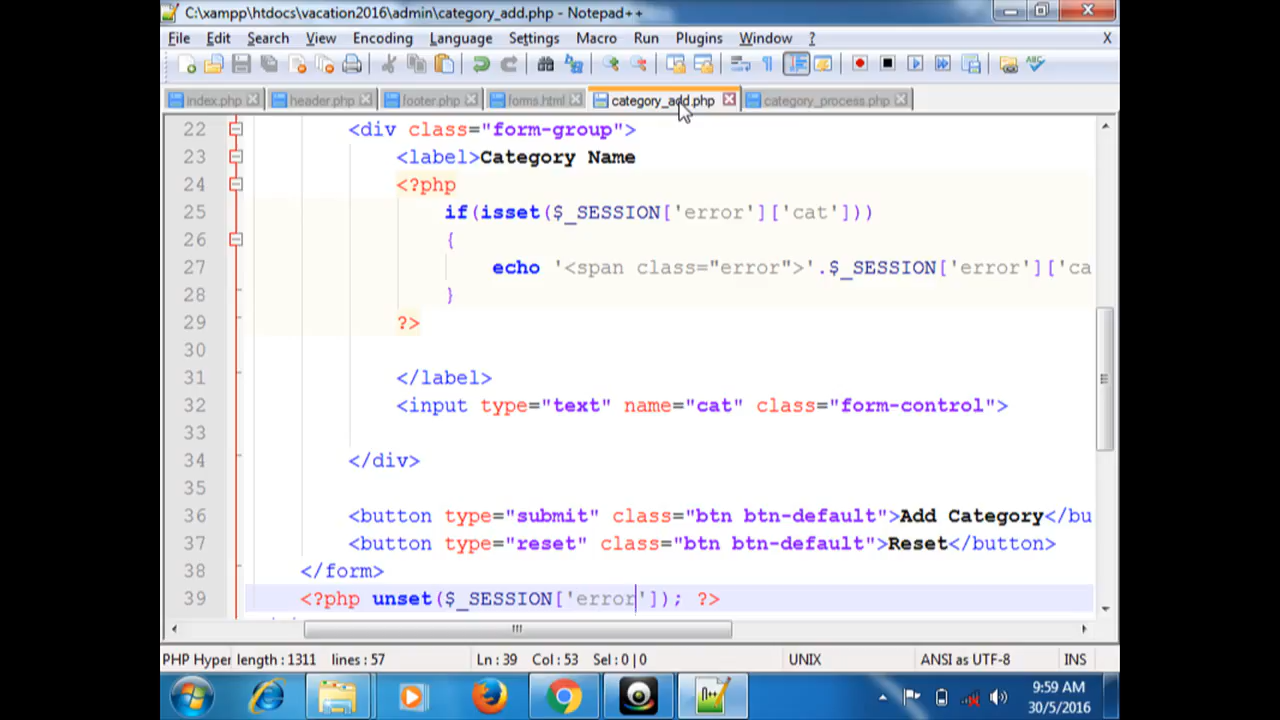 C:\xampp\htdocs\vacation2016\admin\category_add.php - Notepad++
File Edit Search View Encoding Language Settings Macro Run Plugins Window ? X
index.php header.php footer.php forms.html category_add.php category_process.php
22 <div class="form-group">
23 <label>Category Name
24 <?php
25 if(isset($_SESSION['error']['cat']))
26 {
27 echo '<span class="error">'.$_SESSION['error']['ca
28 }
29 ?>
30
31 </label>
32 <input type="text" name="cat" class="form-control">
33
34 </div>
35
36 <button type="submit" class="btn btn-default">Add Category</bu
37 <button type="reset" class="btn btn-default">Reset</button>
38 </form>
39 <?php unset($_SESSION['error']); ?>
PHP Hyper length : 1311 lines : 57 Ln : 39 Col : 53 Sel : 0 | 0 UNIX ANSI as UTF-8 INS
9:59 AM
30/5/2016